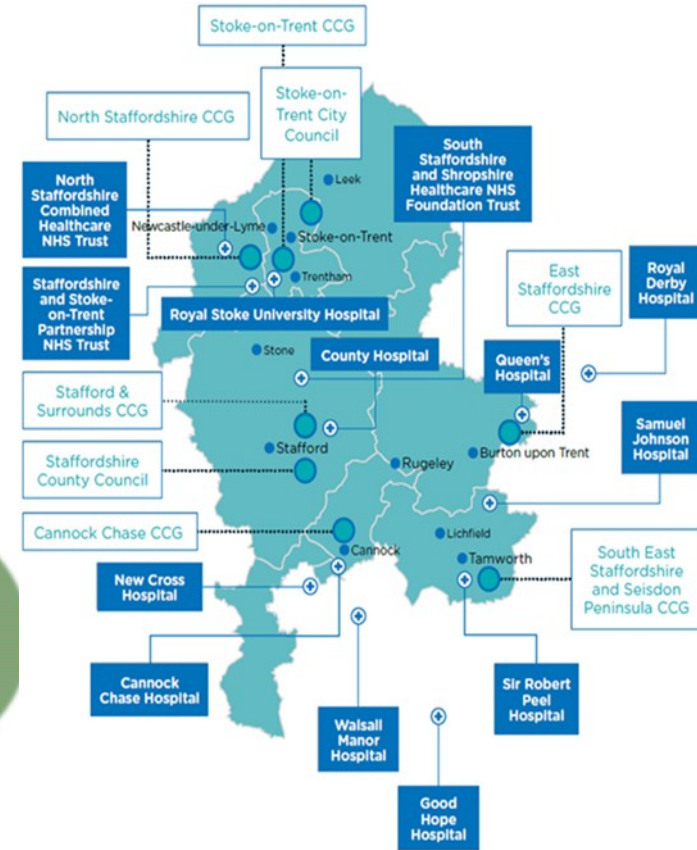 Stoke-on-Trent CCG
Stoke-on-
Trent City
Council
North Staffordshire CCG
South
Staffordshire
and Shropshire
Healthcare NHS
Foundation Trust
North
Staffordshire
Combined
Healthcare
NHS Trust
Leek
Newcastle-under-Lyme
Stoke-on-Trent
Trentham
East
Staffordshire
CCG
Royal
Derby
Hospital
Staffordshire
and Stoke-
on-Trent
Partnership
NHS Trust
Royal Stoke University Hospital
Stone
County Hospital
Queen's
Hospital
Stafford &
Surrounds CCG
Samuel
Johnson
Hospital
Stafford
Burton upon Trent
Rugeley
Staffordshire
County Council
Cannock Chase CCG
Lichfield
Cannock
Tamworth
South East
Staffordshire
and Seisdon
Peninsula CCG
New Cross
Hospital
Cannock
Chase Hospital
Sir Robert
Peel
Hospital
Walsall
Manor
Hospital
Good
Hope
Hospital